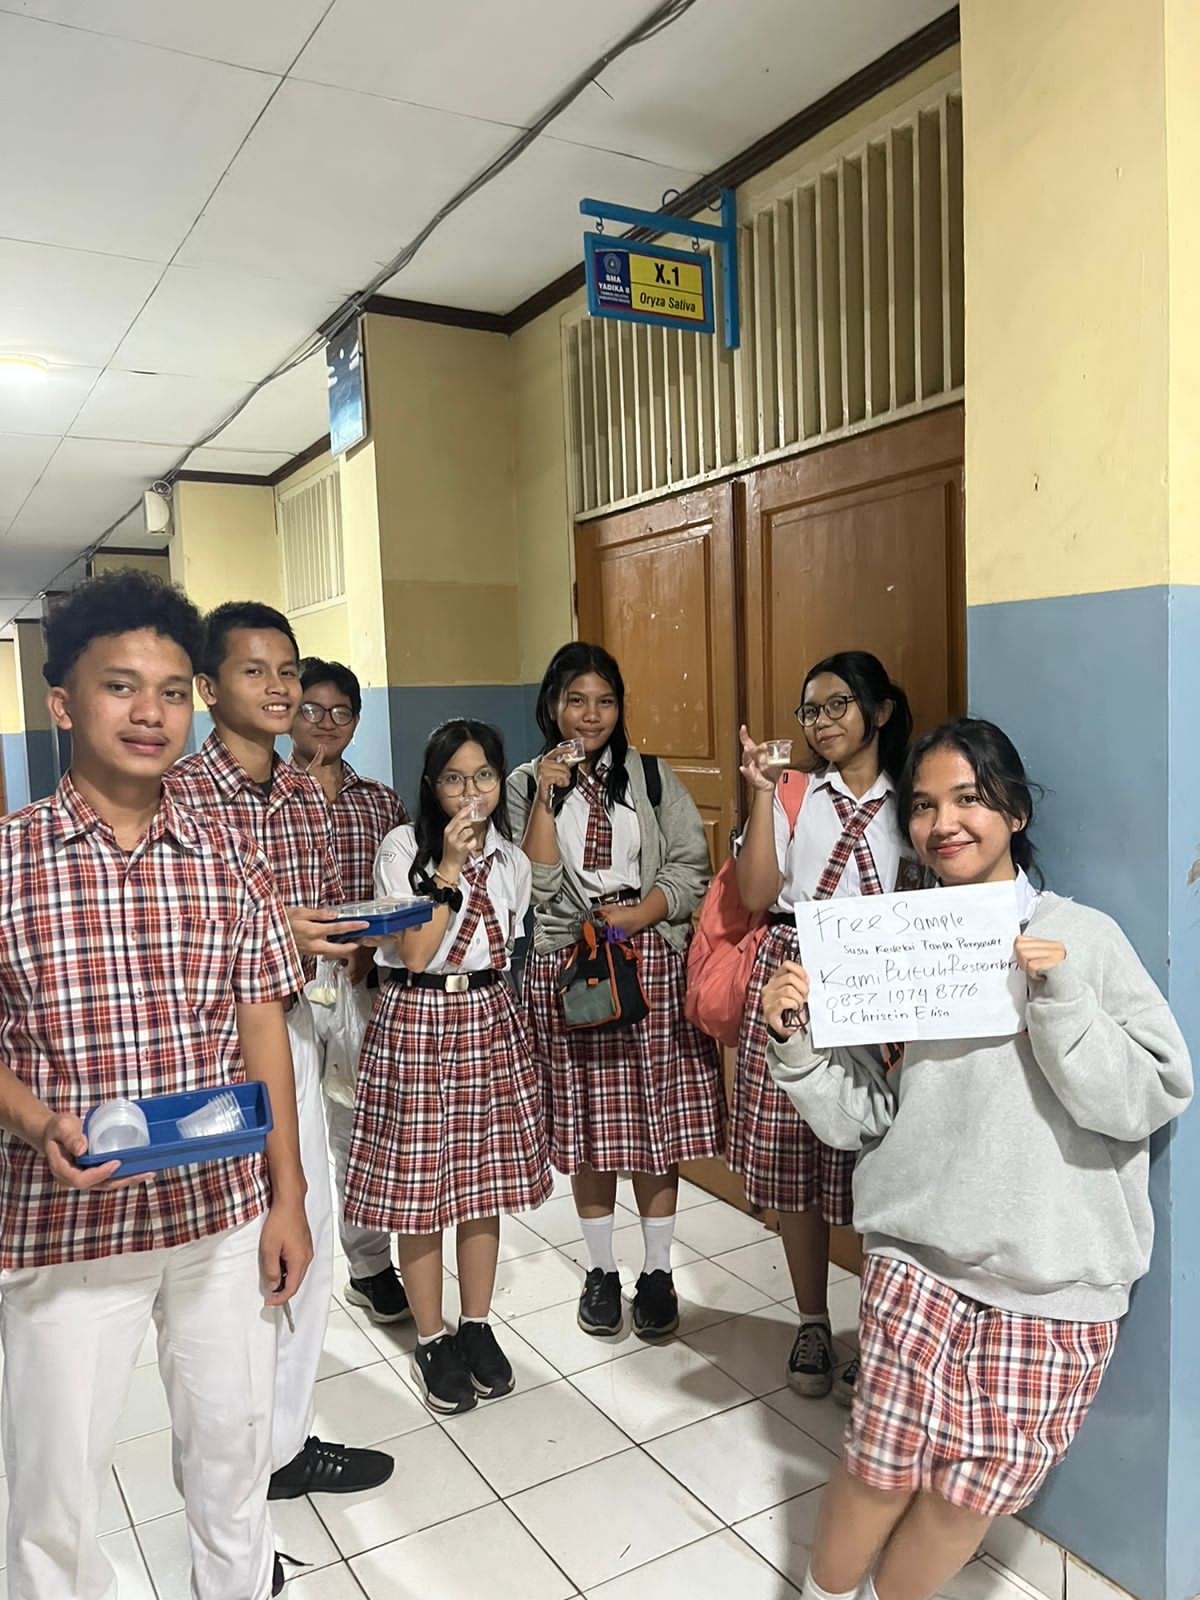 X.1
SMA
YADIKA 8
Oryza Sativa
Free Sample
Susu Kedelai Tanpa Pengawet
Kami Butuh Responden
0857 1974 8776
↳ Chrisein Elisa